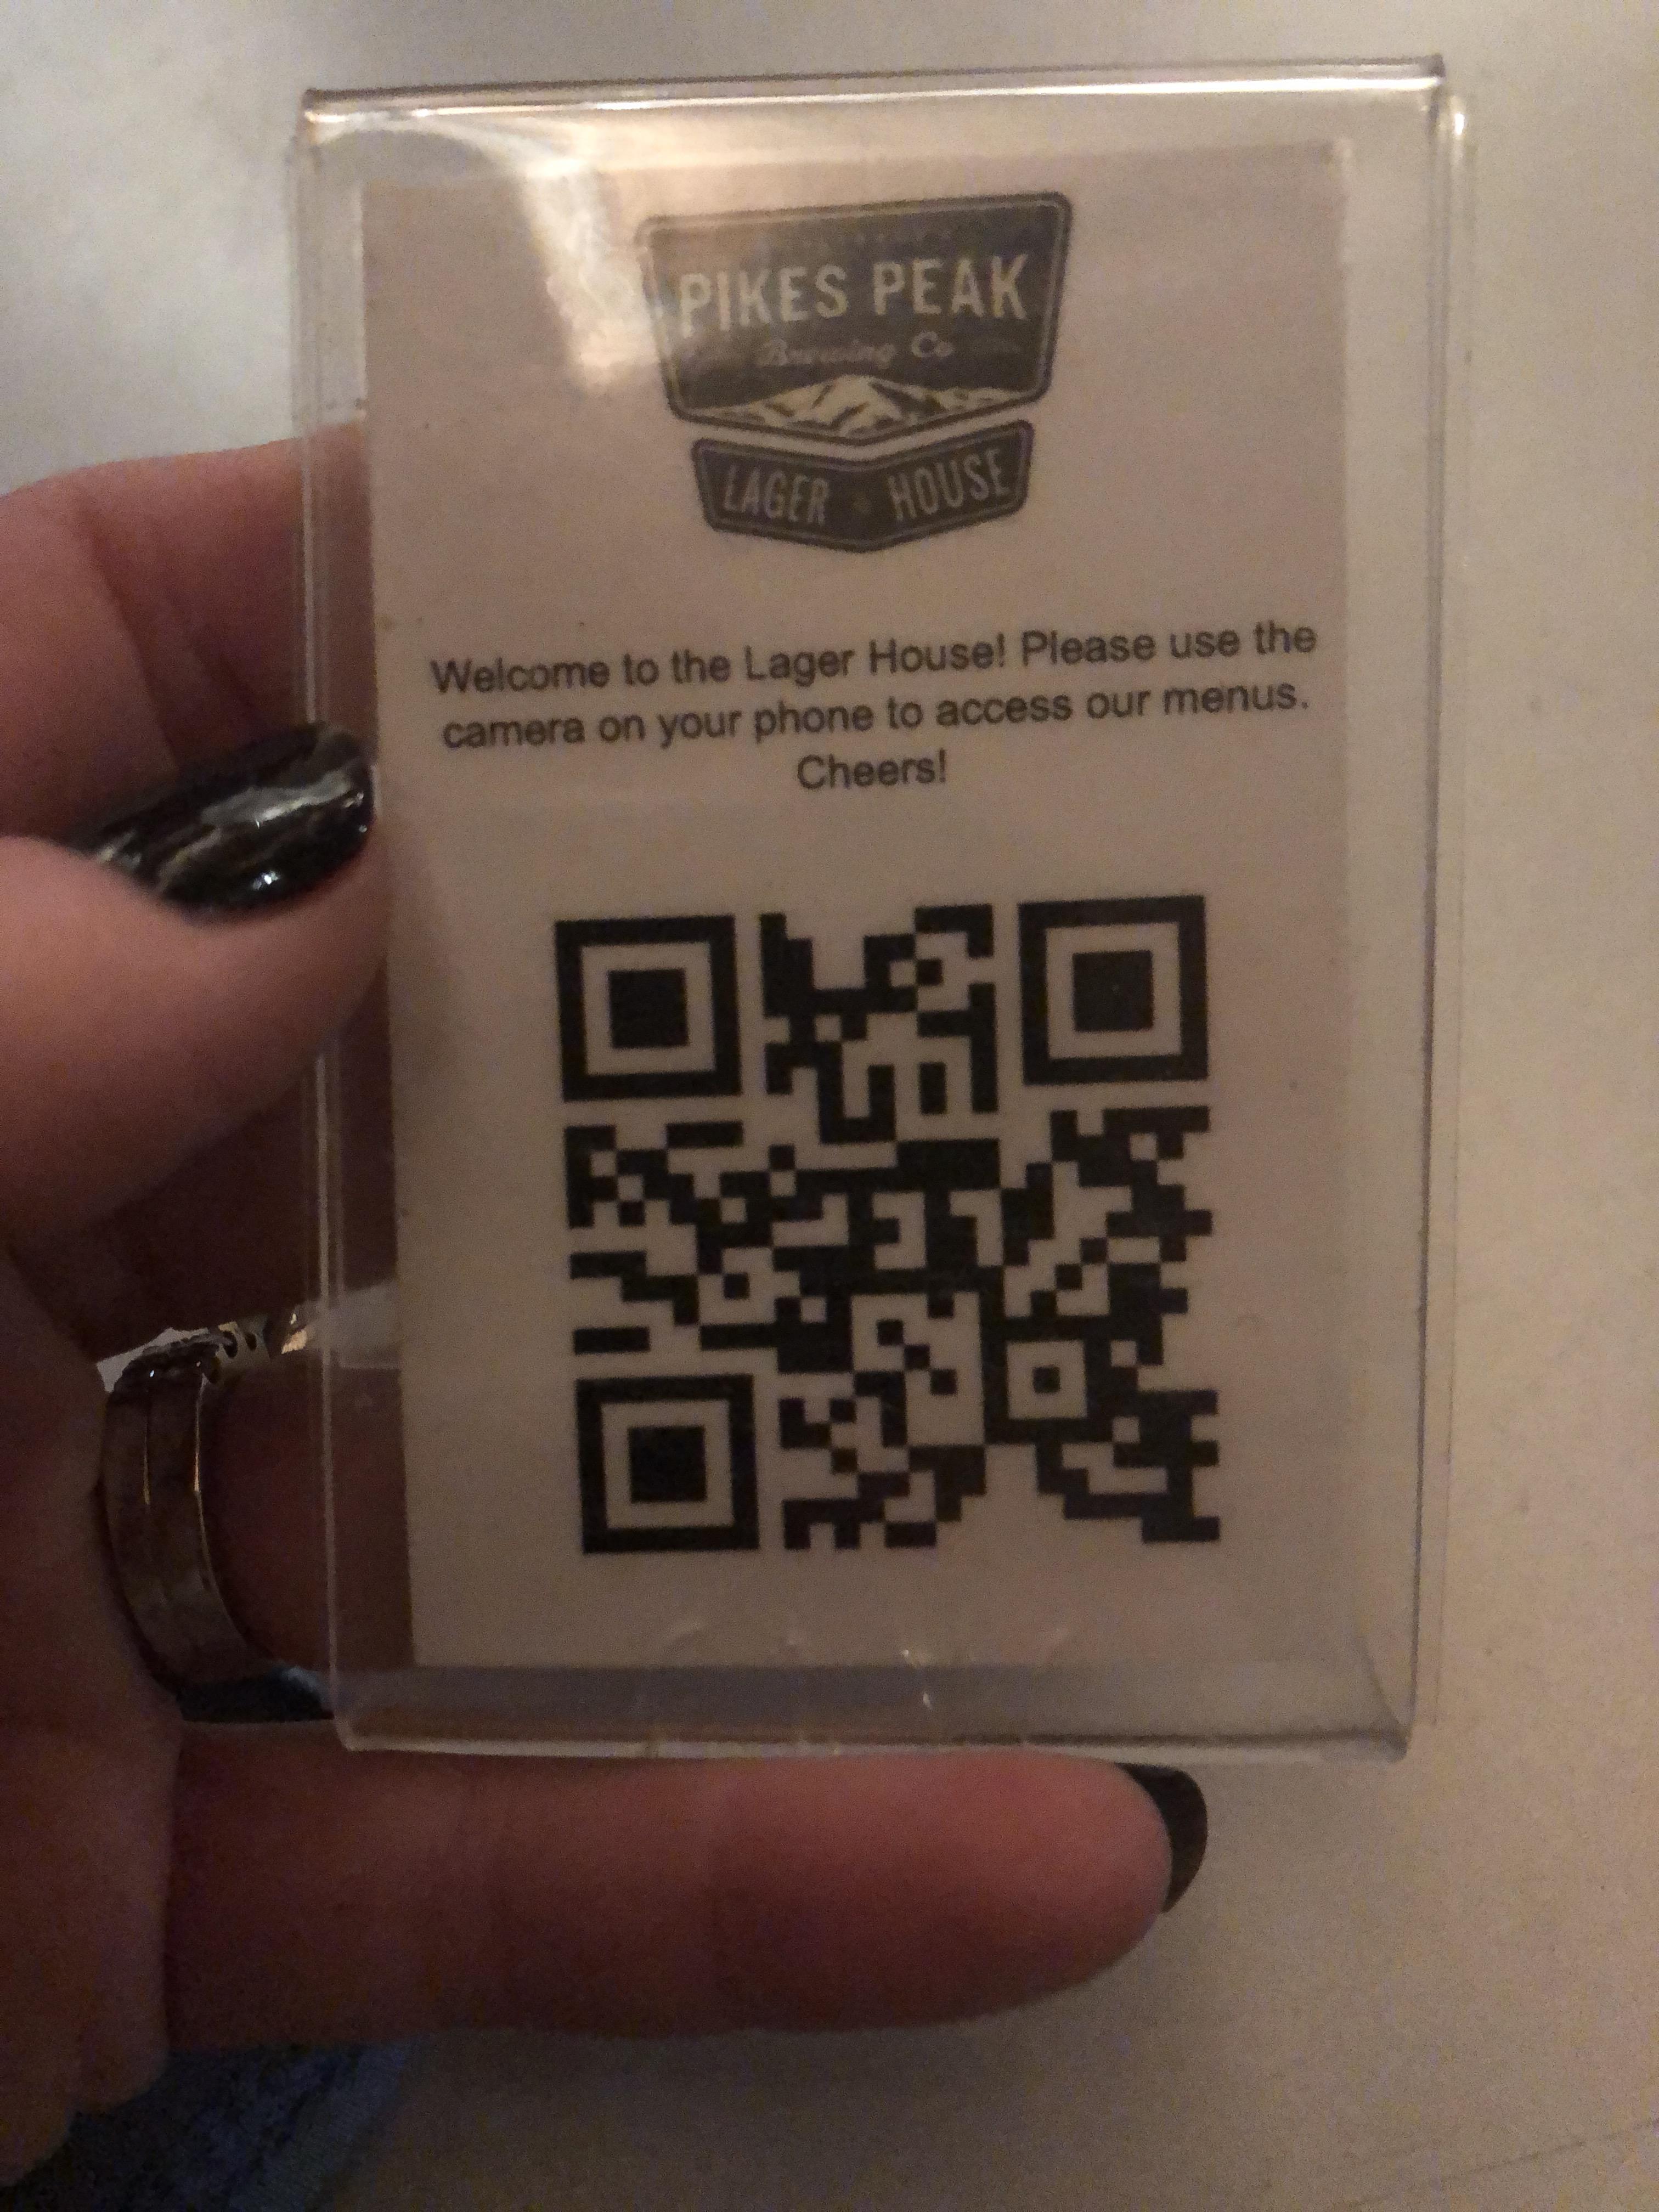 PIKES PEAK
Brewing Co
LAGER HOUSE
Welcome to the Lager House! Please use the
camera on your phone to access our menus.
Cheers!